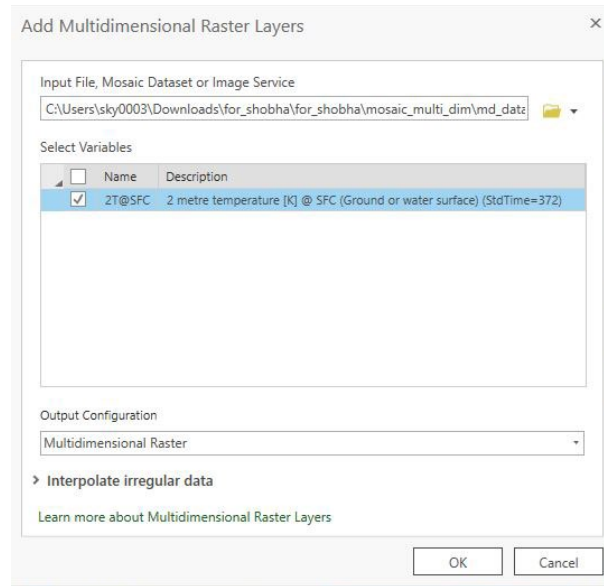 Add Multidimensional Raster Layers
Input File, Mosaic Dataset or Image Service
C:\Users\sky0003\Downloads\for_shobha\for_shobha\mosaic_multi_dim\md_data
Select Variables
Name Description
2T@SFC 2 metre temperature [K] @ SFC (Ground or water surface) (StdTime=372)
Output Configuration
Multidimensional Raster
Interpolate irregular data
Learn more about Multidimensional Raster Layers
OK Cancel